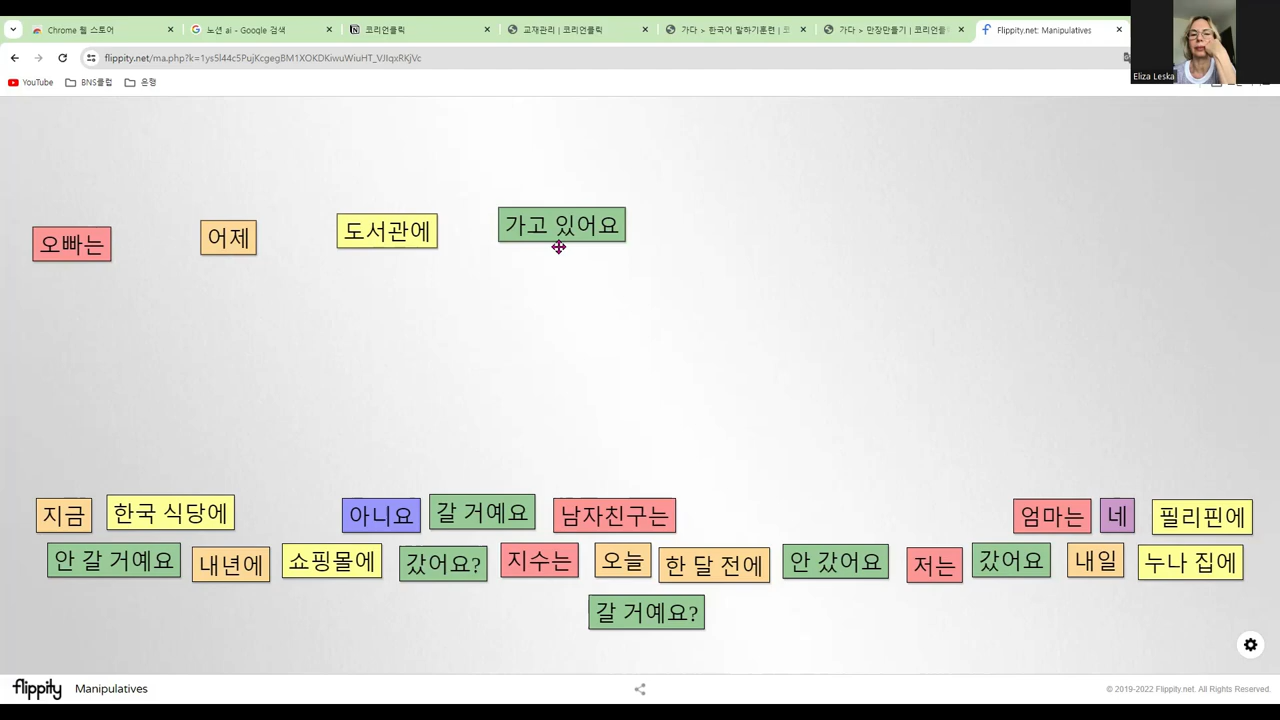 Chrome 웹 스토어
노션 ai - Google 검색
코리언클릭
교재관리 | 코리언클릭
가다 > 한국어 말하기훈련 | 코
가다 > 만장만들기 | 코리언클
Flippity.net: Manipulatives
flippity.net/ma.php?k=1ys5l44c5PujKcgegBM1XOKDKiwuWiuHT_VJIqxRKjVc
Eliza Leska
YouTube
BNS클럽
은행
오빠는 어제 도서관에 가고 있어요
지금 한국 식당에 아니요 갈 거예요 남자친구는 엄마는 네 필리핀에
안 갈 거예요 내년에 쇼핑몰에 갔어요? 지수는 오늘 한 달 전에 안 갔어요 저는 갔어요 내일 누나 집에
갈 거예요?
flippity Manipulatives
© 2019-2022 Flippity.net. All Rights Reserved.